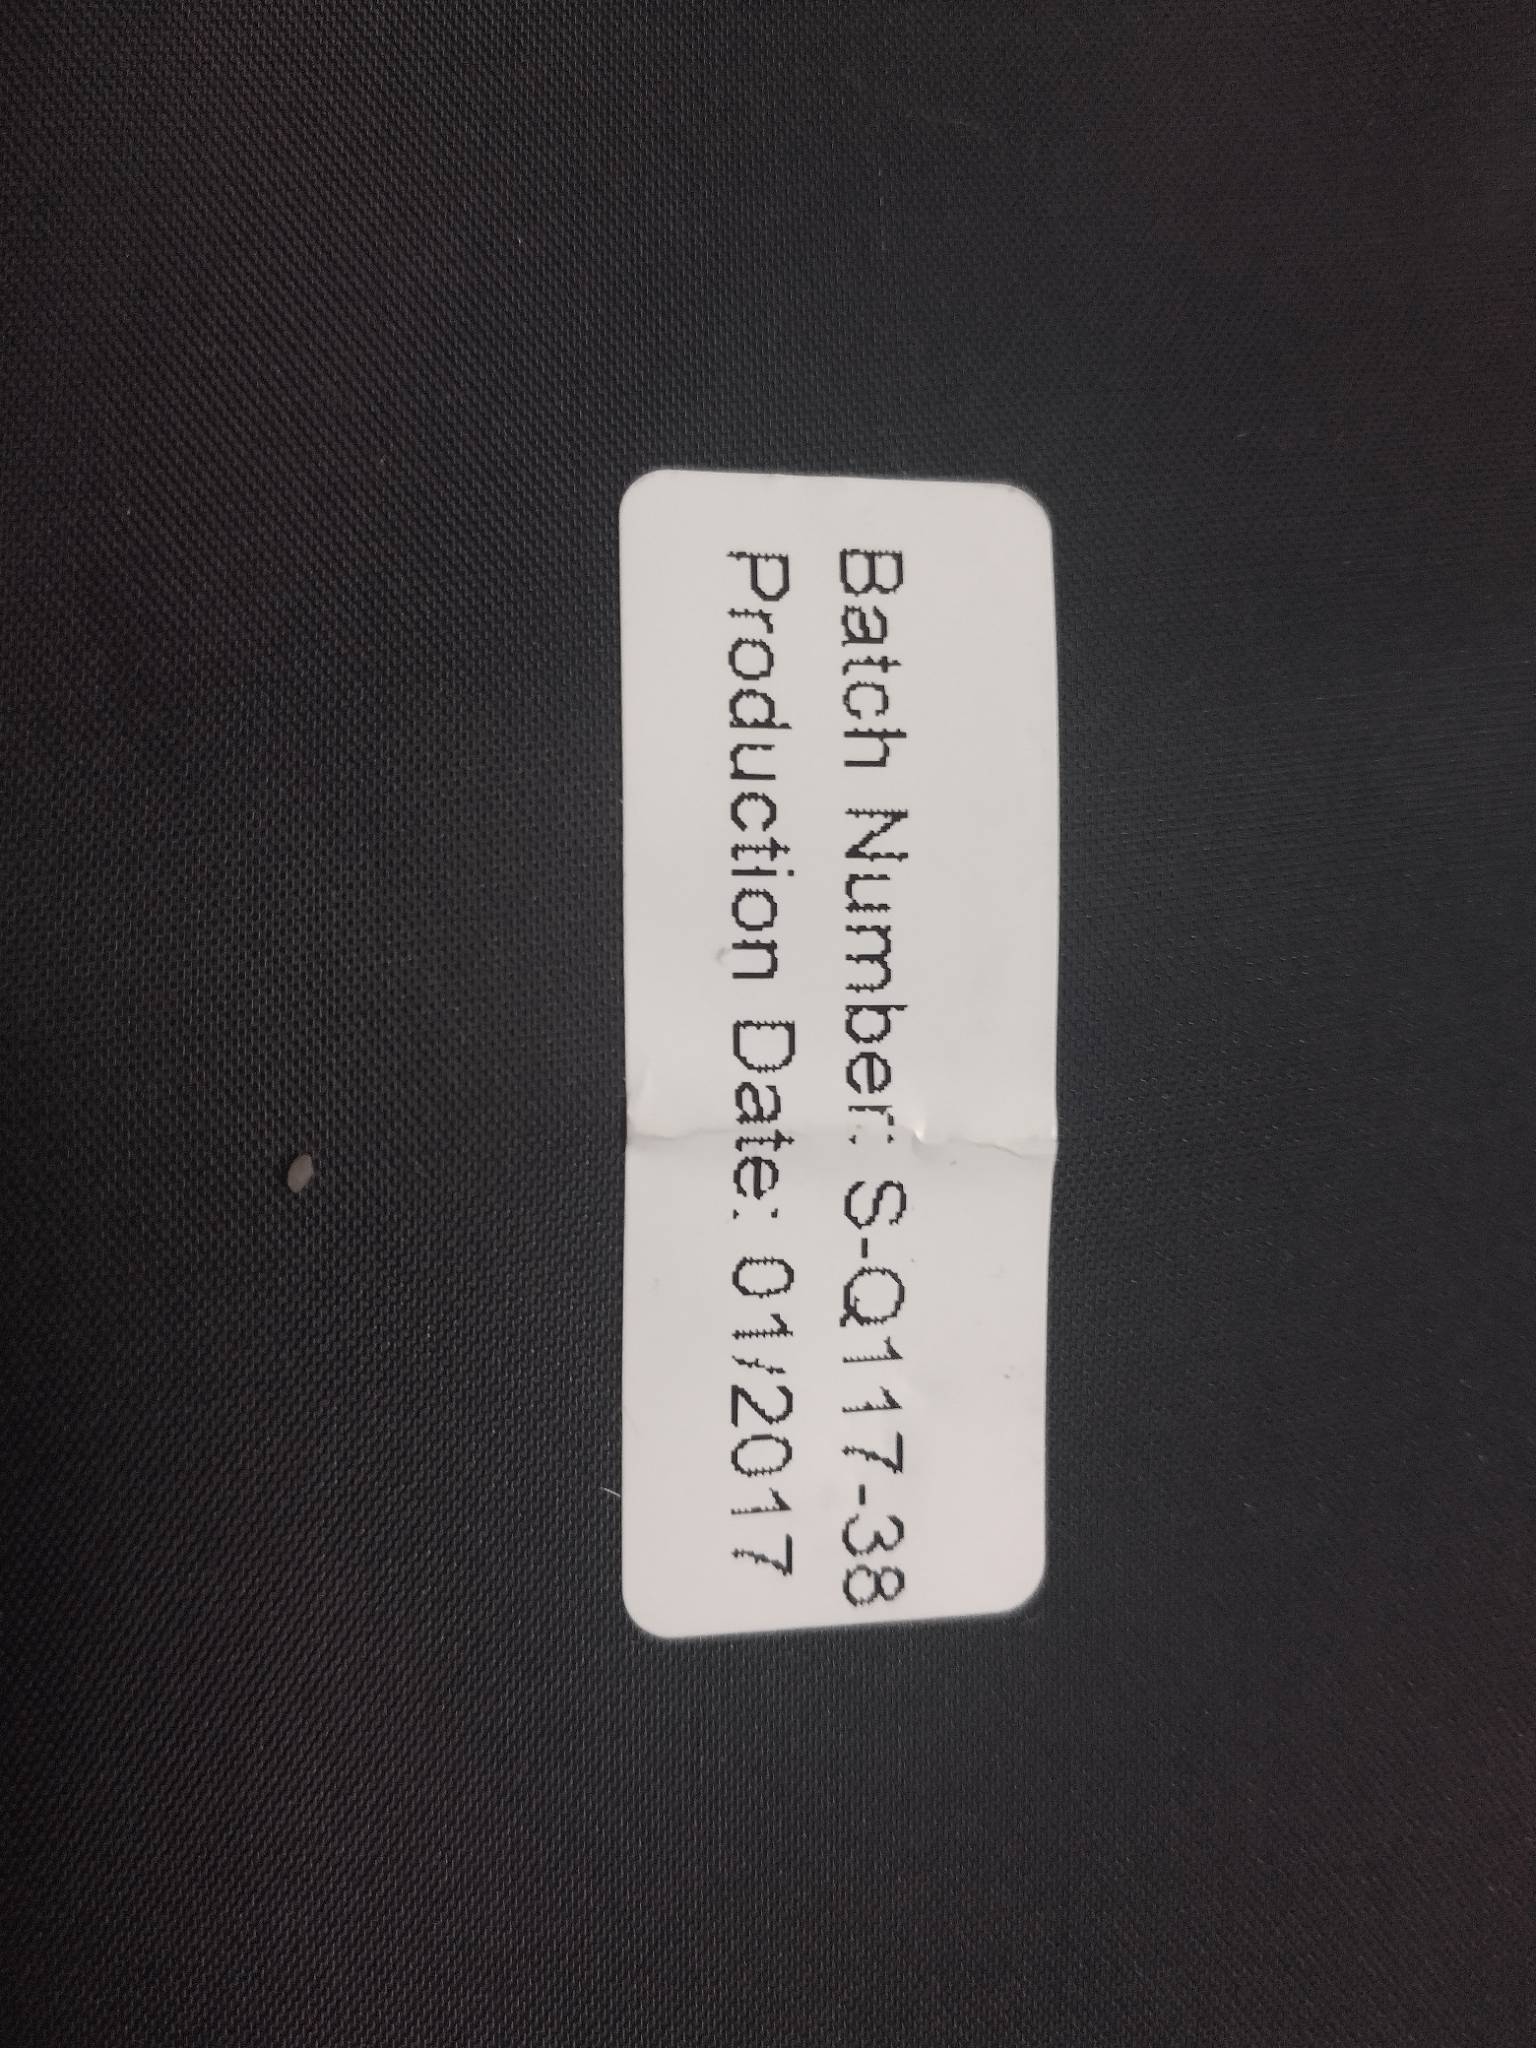 Batch Number: S-Q117-38
Production Date: 01/2017